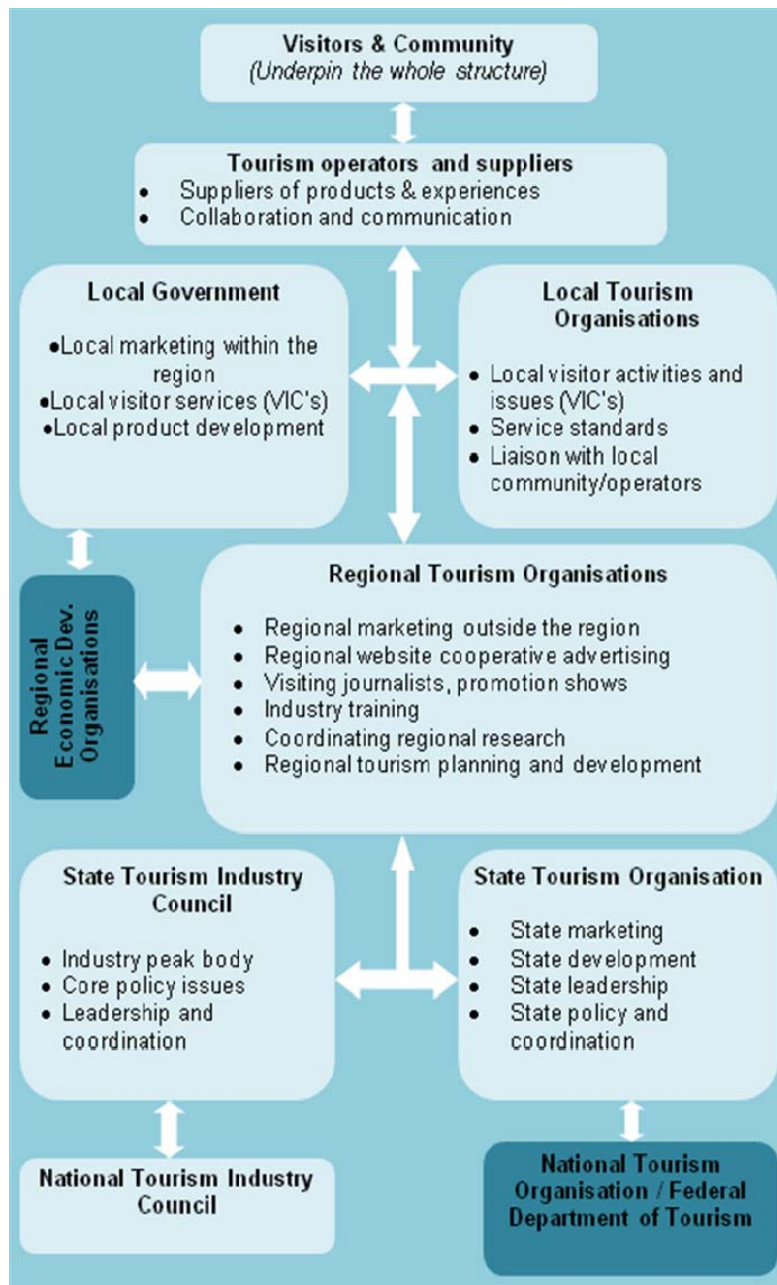 Visitors & Community
(Underpin the whole structure)
Tourism operators and suppliers
• Suppliers of products & experiences
• Collaboration and communication
Local Government
•Local marketing within the
region
•Local visitor services (VIC's)
•Local product development
Local Tourism
Organisations
• Local visitor activities and
issues (VIC's)
• Service standards
• Liaison with local
community/operators
Regional
Economic Dev.
Organisations
Regional Tourism Organisations
• Regional marketing outside the region
• Regional website cooperative advertising
• Visiting journalists, promotion shows
• Industry training
• Coordinating regional research
• Regional tourism planning and development
State Tourism Industry
Council
• Industry peak body
• Core policy issues
• Leadership and
coordination
State Tourism Organisation
• State marketing
• State development
• State leadership
• State policy and
coordination
National Tourism Industry
Council
National Tourism
Organisation / Federal
Department of Tourism